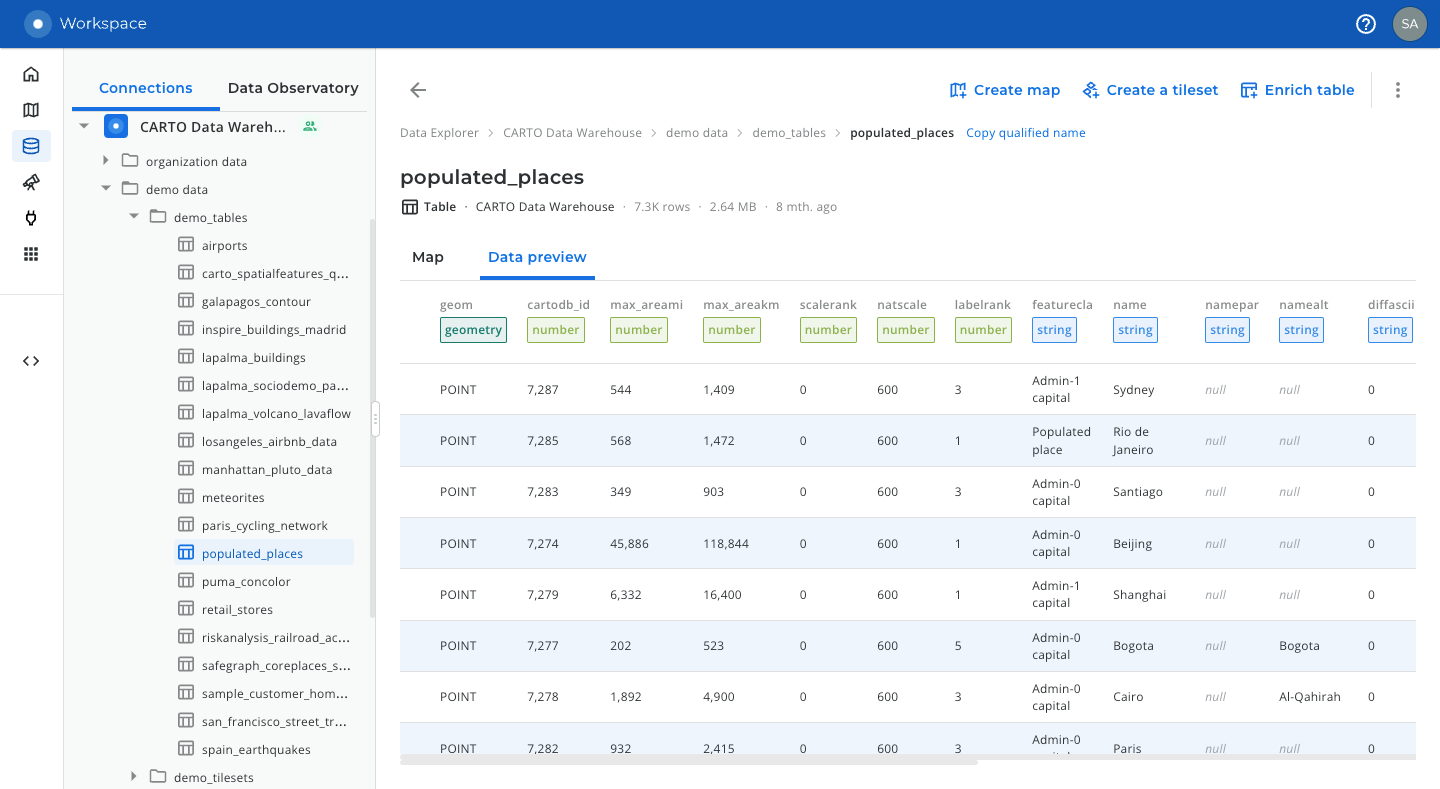 Workspace
SA
Connections
Data Observatory
CARTO Data Wareh...
organization data
demo data
demo_tables
airports
carto_spatialfeatures_q...
galapagos_contour
inspire_buildings_madrid
lapalma_buildings
lapalma_sociodemo_pa...
lapalma_volcano_lavaflow
losangeles_airbnb_data
manhattan_pluto_data
meteorites
paris_cycling_network
populated_places
puma_concolor
retail_stores
riskanalysis_railroad_ac...
safegraph_coreplaces_s...
sample_customer_hom...
san_francisco_street_tr...
spain_earthquakes
demo_tilesets
Create map
Create a tileset
Enrich table
Data Explorer > CARTO Data Warehouse > demo data > demo_tables > populated_places Copy qualified name
populated_places
Table · CARTO Data Warehouse · 7.3K rows · 2.64 MB · 8 mth. ago
Map
Data preview
geom cartodb_id max_areami max_areakm scalerank natscale labelrank featurecla name namepar namealt diffascii
geometry number number number number number number string string string string string
POINT 7,287 544 1,409 0 600 3 Admin-1 capital Sydney null null 0
POINT 7,285 568 1,472 0 600 1 Populated place Rio de Janeiro null null 0
POINT 7,283 349 903 0 600 3 Admin-0 capital Santiago null null 0
POINT 7,274 45,886 118,844 0 600 1 Admin-0 capital Beijing null null 0
POINT 7,279 6,332 16,400 0 600 1 Admin-1 capital Shanghai null null 0
POINT 7,277 202 523 0 600 5 Admin-0 capital Bogota null Bogota 0
POINT 7,278 1,892 4,900 0 600 3 Admin-0 capital Cairo null Al-Qahirah 0
POINT 7,282 932 2,415 0 600 3 Admin-0 capital Paris null null 0